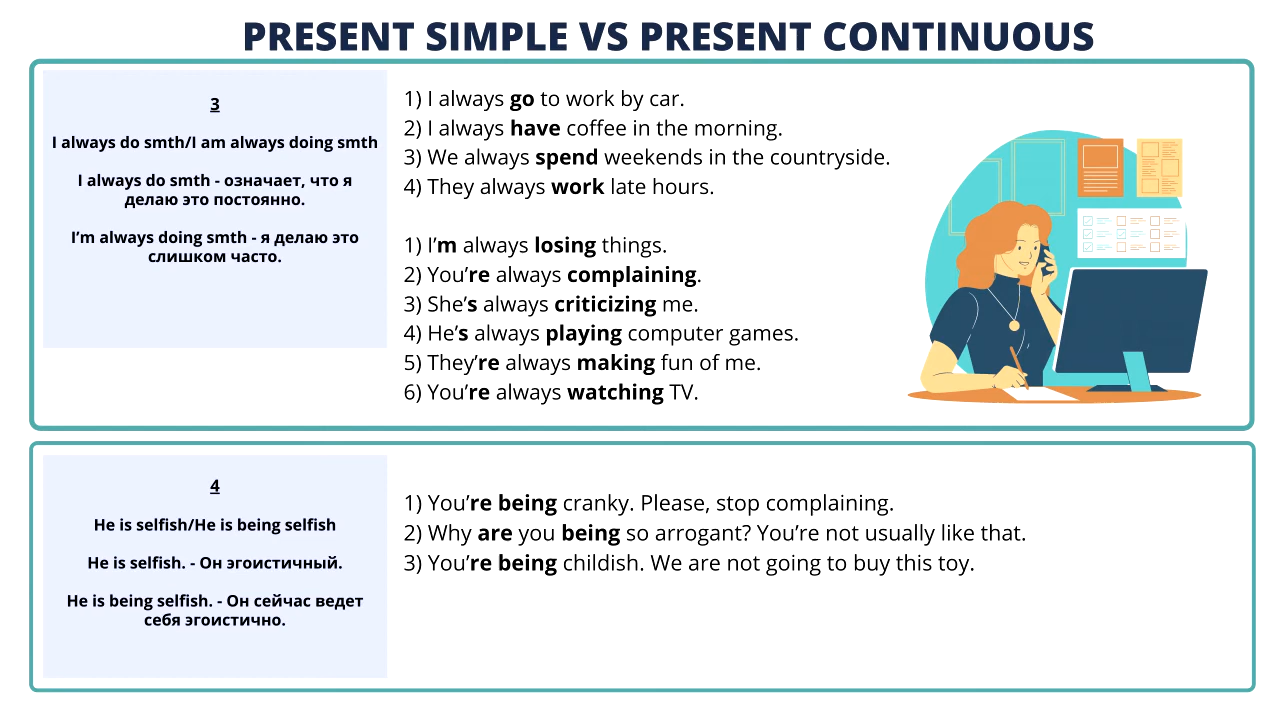 PRESENT SIMPLE VS PRESENT CONTINUOUS
3
I always do smth/I am always doing smth
I always do smth - означает, что я
делаю это постоянно.
I’m always doing smth - я делаю это
слишком часто.
1) I always go to work by car.
2) I always have coffee in the morning.
3) We always spend weekends in the countryside.
4) They always work late hours.
1) I’m always losing things.
2) You’re always complaining.
3) She’s always criticizing me.
4) He’s always playing computer games.
5) They’re always making fun of me.
6) You’re always watching TV.
4
He is selfish/He is being selfish
He is selfish. - Он эгоистичный.
He is being selfish. - Он сейчас ведет
себя эгоистично.
1) You’re being cranky. Please, stop complaining.
2) Why are you being so arrogant? You’re not usually like that.
3) You’re being childish. We are not going to buy this toy.